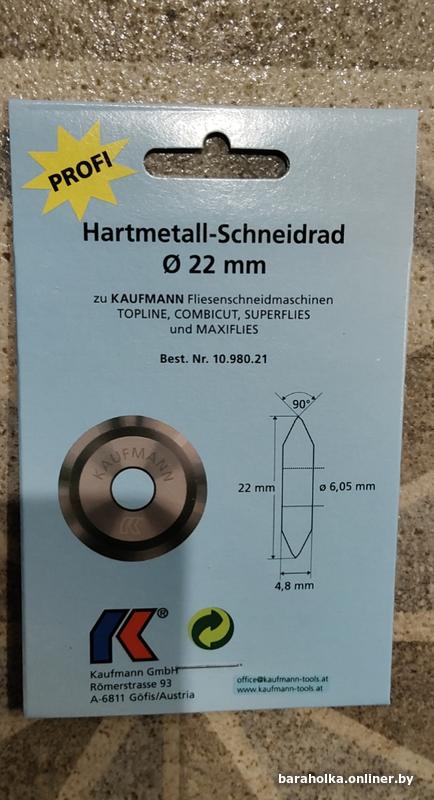 PROFI
Hartmetall-Schneidrad
Ø 22 mm
zu KAUFMANN Fliesenschneidmaschinen
TOPLINE, COMBICUT, SUPERFLIES
und MAXIFLIES
Best. Nr. 10.980.21
90°
KAUFMANN
22 mm
ø 6,05 mm
4,8 mm
®
Kaufmann GmbH
Römerstrasse 93
A-6811 Göfis/Austria
office@kaufmann-tools.at
www.kaufmann-tools.at
baraholka.onliner.by